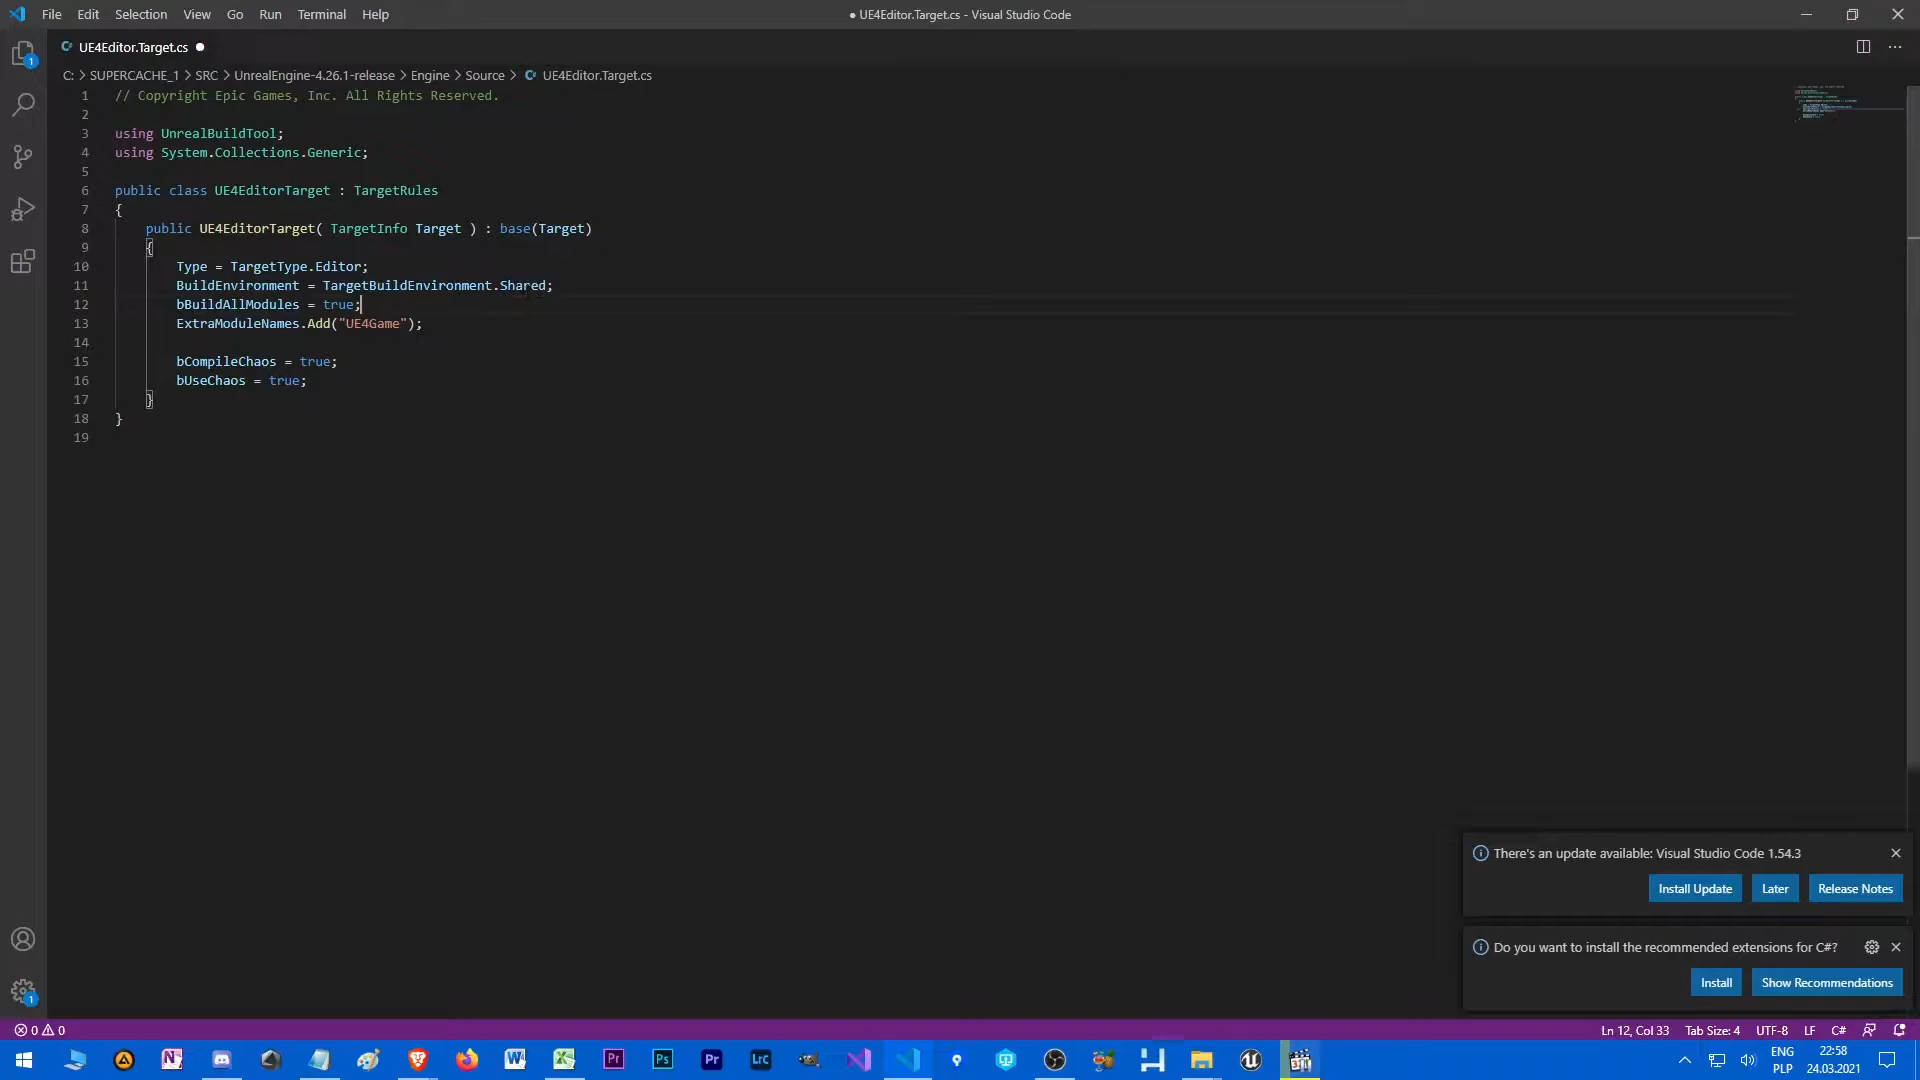 File Edit Selection View Go Run Terminal Help
● UE4Editor.Target.cs - Visual Studio Code
UE4Editor.Target.cs ●
C: > SUPERCACHE_1 > SRC > UnrealEngine-4.26.1-release > Engine > Source > UE4Editor.Target.cs
1 // Copyright Epic Games, Inc. All Rights Reserved.
2
3 using UnrealBuildTool;
4 using System.Collections.Generic;
5
6 public class UE4EditorTarget : TargetRules
7 {
8 public UE4EditorTarget( TargetInfo Target ) : base(Target)
9 {
10 Type = TargetType.Editor;
11 BuildEnvironment = TargetBuildEnvironment.Shared;
12 bBuildAllModules = true;
13 ExtraModuleNames.Add("UE4Game");
14
15 bCompileChaos = true;
16 bUseChaos = true;
17 }
18 }
19
There's an update available: Visual Studio Code 1.54.3
Install Update Later Release Notes
Do you want to install the recommended extensions for C#?
Install Show Recommendations
0 0
Ln 12, Col 33 Tab Size: 4 UTF-8 LF C#
ENG 22:58
PLP 24.03.2021